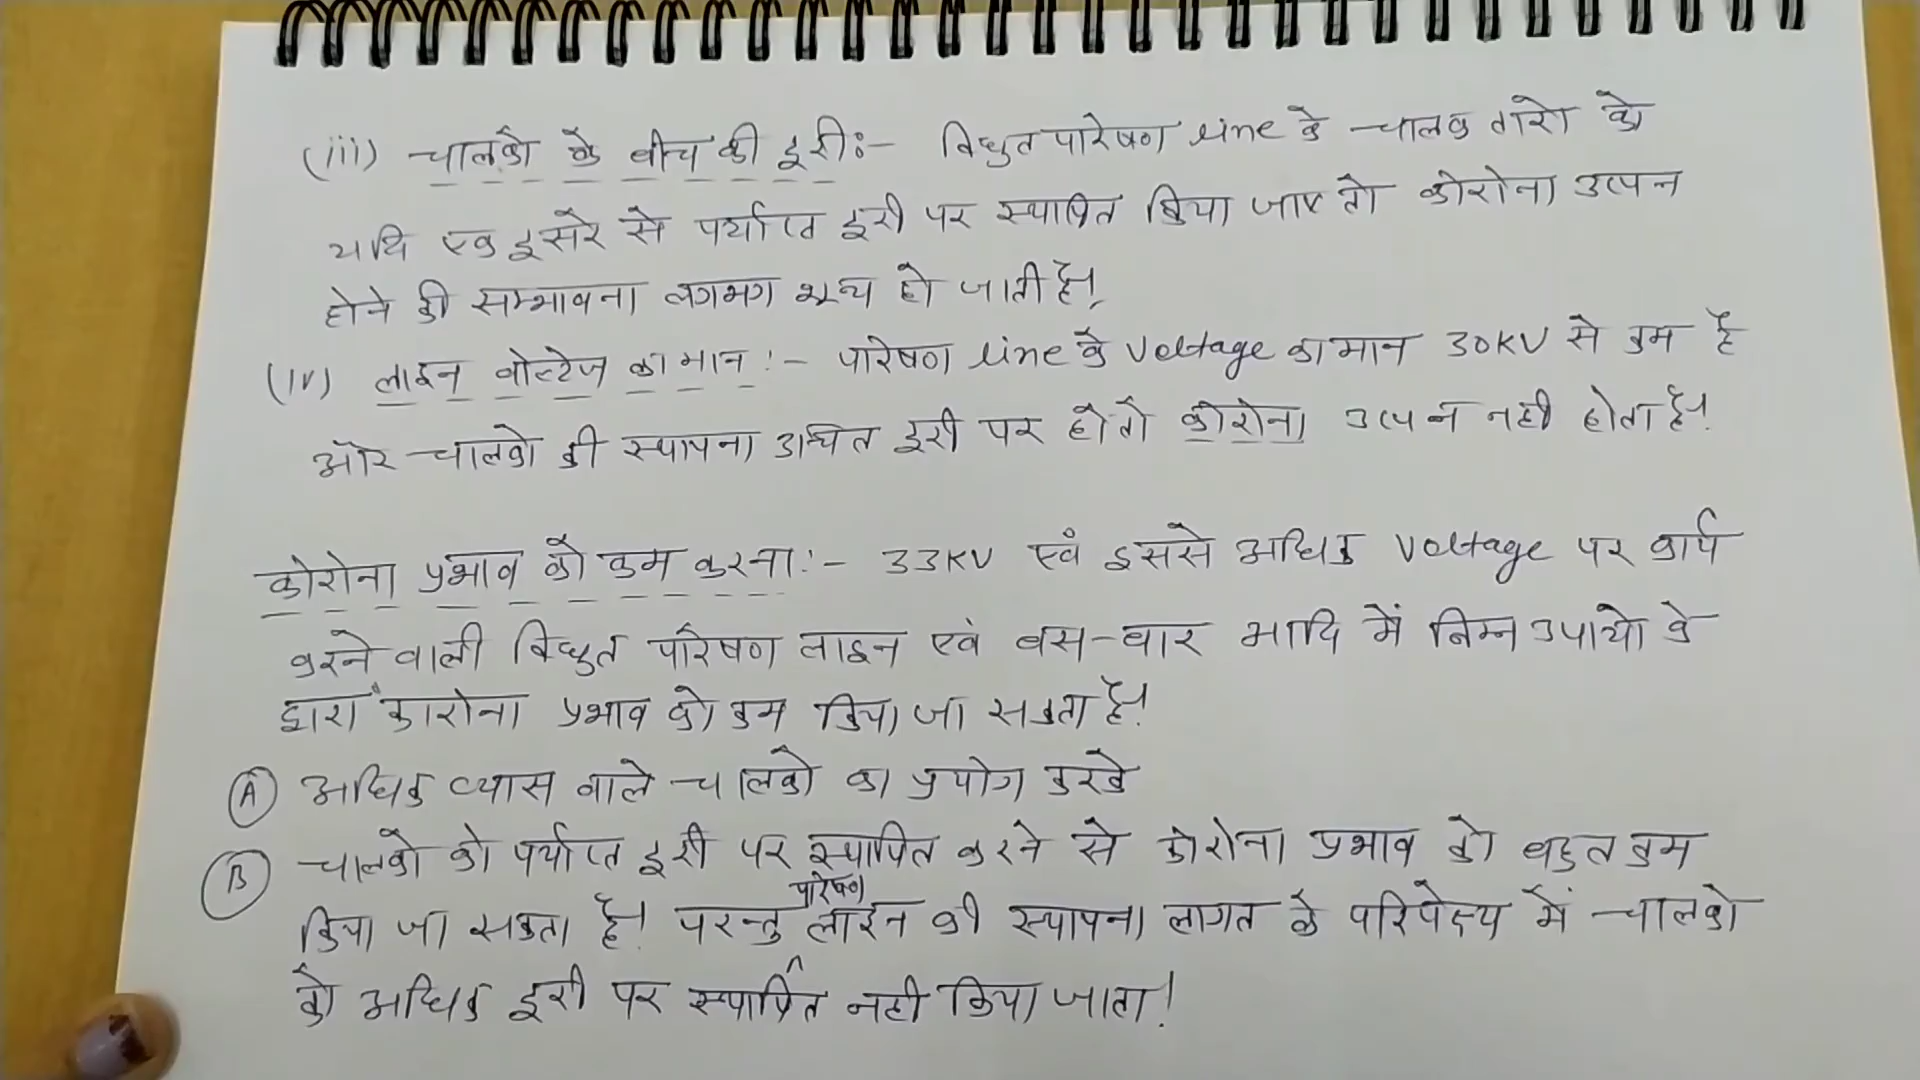 (iii) चालको के बीच की दूरी:- विधुत पारेषण line के चालक तारो को
यदि एक दूसरे से पर्याप्त दूरी पर स्थापित किया जाए तो कोरोना उत्पन
होने की सम्भावना लगभग शून्य हो जाती है।
(iv) लाइन वोल्टेज का मान:- पारेषण line के Voltage का मान 30KV से कम है
और चालको की स्थापना उचित दूरी पर हो तो कोरोना उत्पन नही होता है।
कोरोना प्रभाव को कम करना:- 33KV एवं इससे अधिक Voltage पर कार्य
करने वाली विधुत पारेषण लाइन एवं बस-बार आदि में निम्न उपायो के
द्वारा कोरोना प्रभाव को कम किया जा सकता है।
(A) अधिक व्यास वाले चालको का प्रयोग करके
(B) चालको को पर्याप्त दूरी पर स्थापित करने से कोरोना प्रभाव को बहुत कम
किया जा सकता है। परन्तु पारेषण लाइन की स्थापना लागत के परिपेक्ष्य में चालको
को अधिक दूरी पर स्थापित नही किया जाता!